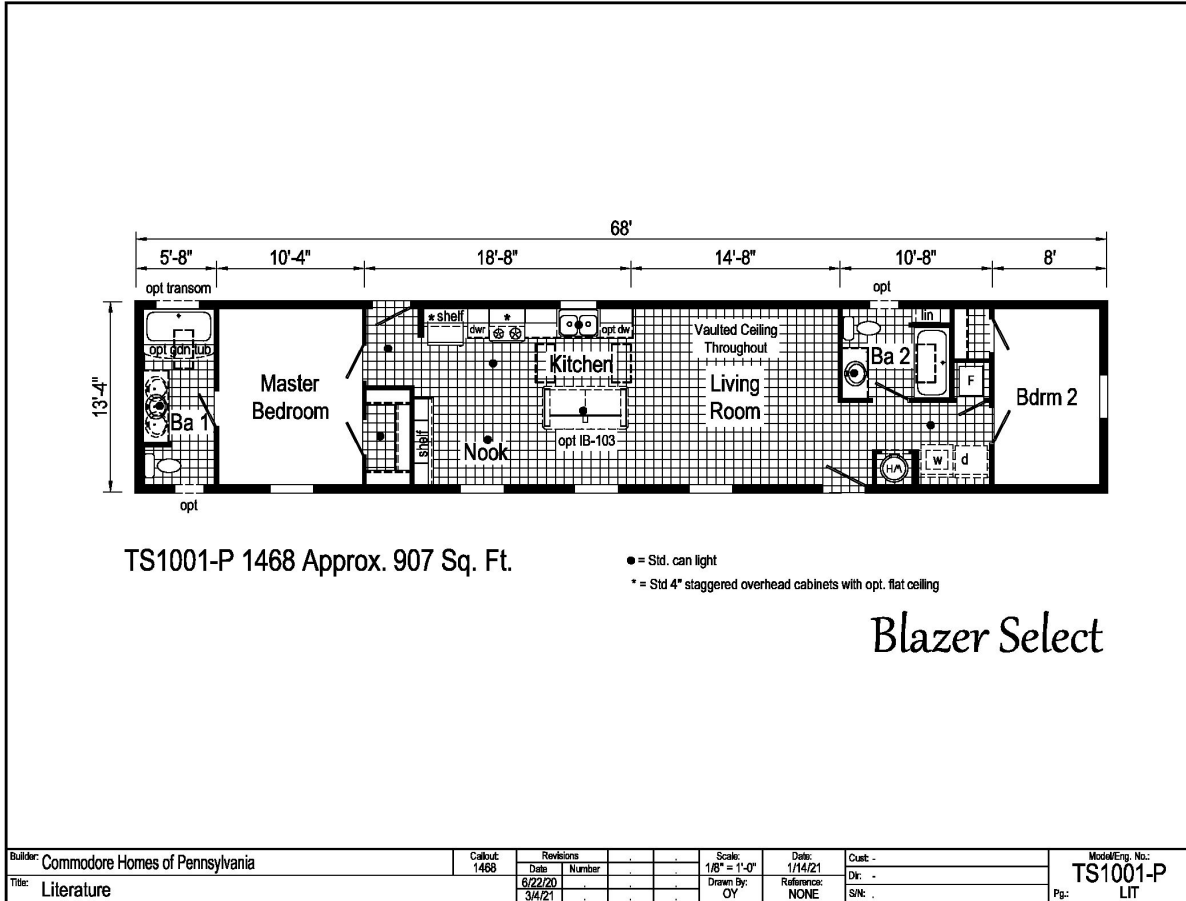 68'
5'-8" 10'-4" 18'-8" 14'-8" 10'-8" 8'
opt transom
opt
13'-4"
* shelf
*
lin
dwr
opt dw
Vaulted Ceiling
Throughout
opt gdn tub
Kitchen
Ba 2
Master
Bedroom
Living
Room
F
Bdrm 2
Ba 1
shelf
opt IB-103
Nook
H/W
w d
opt
TS1001-P 1468 Approx. 907 Sq. Ft.
● = Std. can light
* = Std 4" staggered overhead cabinets with opt. flat ceiling
Blazer Select
Builder: Commodore Homes of Pennsylvania
Title: Literature
Callout:
1468
Revisions
Date Number
6/22/20
3/4/21
Scale:
1/8" = 1'-0"
Drawn By:
OY
Date:
1/14/21
Reference:
NONE
Cust: -
Dir: -
S/N: .
Model/Eng. No.:
TS1001-P
Pg.: LIT